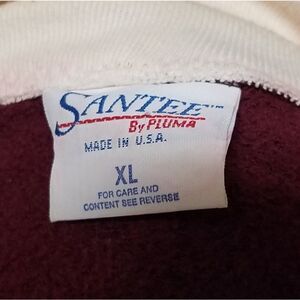 SANTEE™
By PLUMA
MADE IN U.S.A.
XL
FOR CARE AND
CONTENT SEE REVERSE